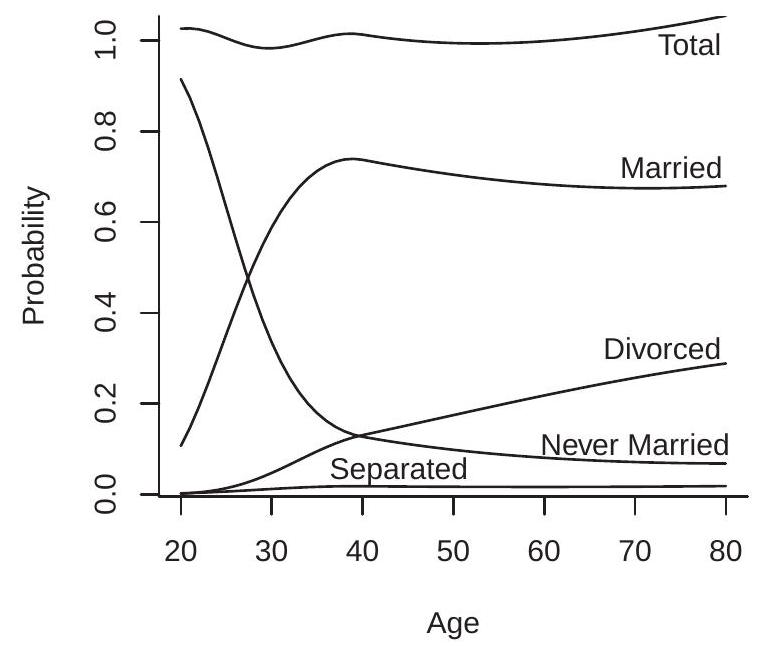 1.0
Total
0.8
Married
Probability
0.6
0.4
Divorced
0.2
Never Married
Separated
0.0
20 30 40 50 60 70 80
Age